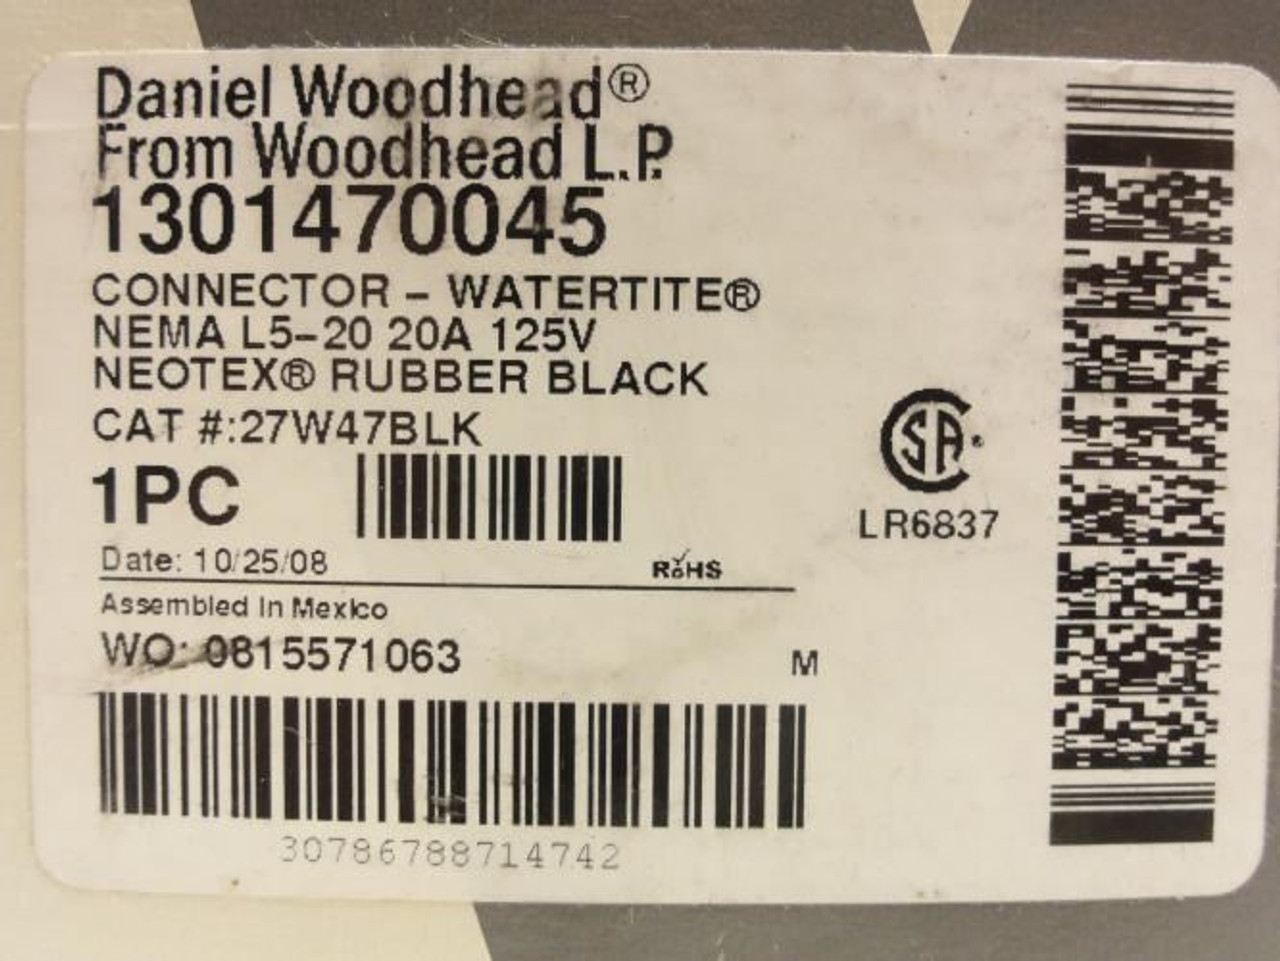 Daniel Woodhead®
From Woodhead L.P.
1301470045
CONNECTOR - WATERTITE®
NEMA L5-20 20A 125V
NEOTEX® RUBBER BLACK
CAT #:27W47BLK
1PC
Date: 10/25/08
RoHS
Assembled In Mexico
WO: 0815571063
M
30786788714742
SA
LR6837